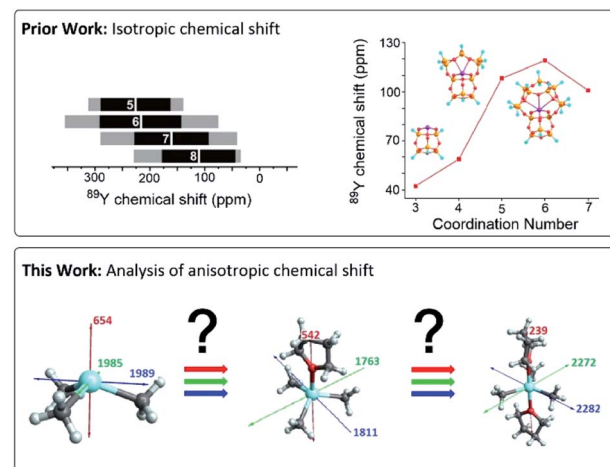 Prior Work: Isotropic chemical shift
5
6
7
8
300 200 100 0
⁸⁹Y chemical shift (ppm)
⁸⁹Y chemical shift (ppm)
130
100
70
40
3 4 5 6 7
Coordination Number
This Work: Analysis of anisotropic chemical shift
654
1985
1989
?
542
1763
1811
?
239
2272
2282